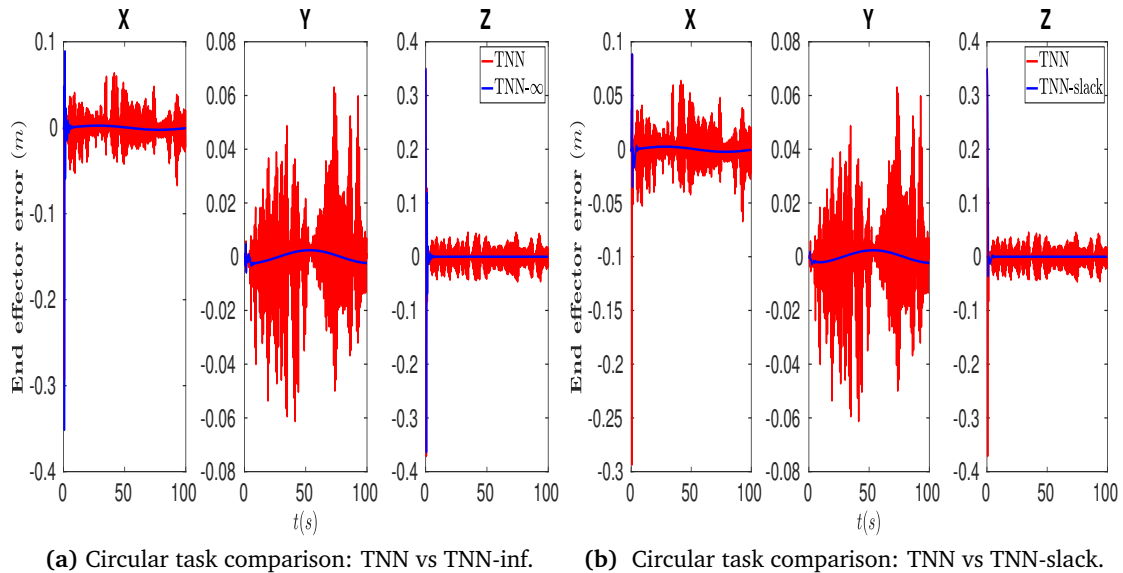 X
Y
Z
X
Y
Z
End effector error (m)
0.1
0
-0.1
-0.2
-0.3
-0.4
0 50 100
0.08
0.06
0.04
0.02
0
-0.02
-0.04
-0.06
-0.08
0 50 100
t(s)
0.4
0.3
0.2
0.1
0
-0.1
-0.2
-0.3
-0.4
0 50 100
TNN
TNN-∞
End effector error (m)
0.1
0.05
0
-0.05
-0.1
-0.15
-0.2
-0.25
-0.3
0 50 100
0.08
0.06
0.04
0.02
0
-0.02
-0.04
-0.06
-0.08
0 50 100
t(s)
0.4
0.3
0.2
0.1
0
-0.1
-0.2
-0.3
-0.4
0 50 100
TNN
TNN-slack
(a) Circular task comparison: TNN vs TNN-inf.
(b) Circular task comparison: TNN vs TNN-slack.